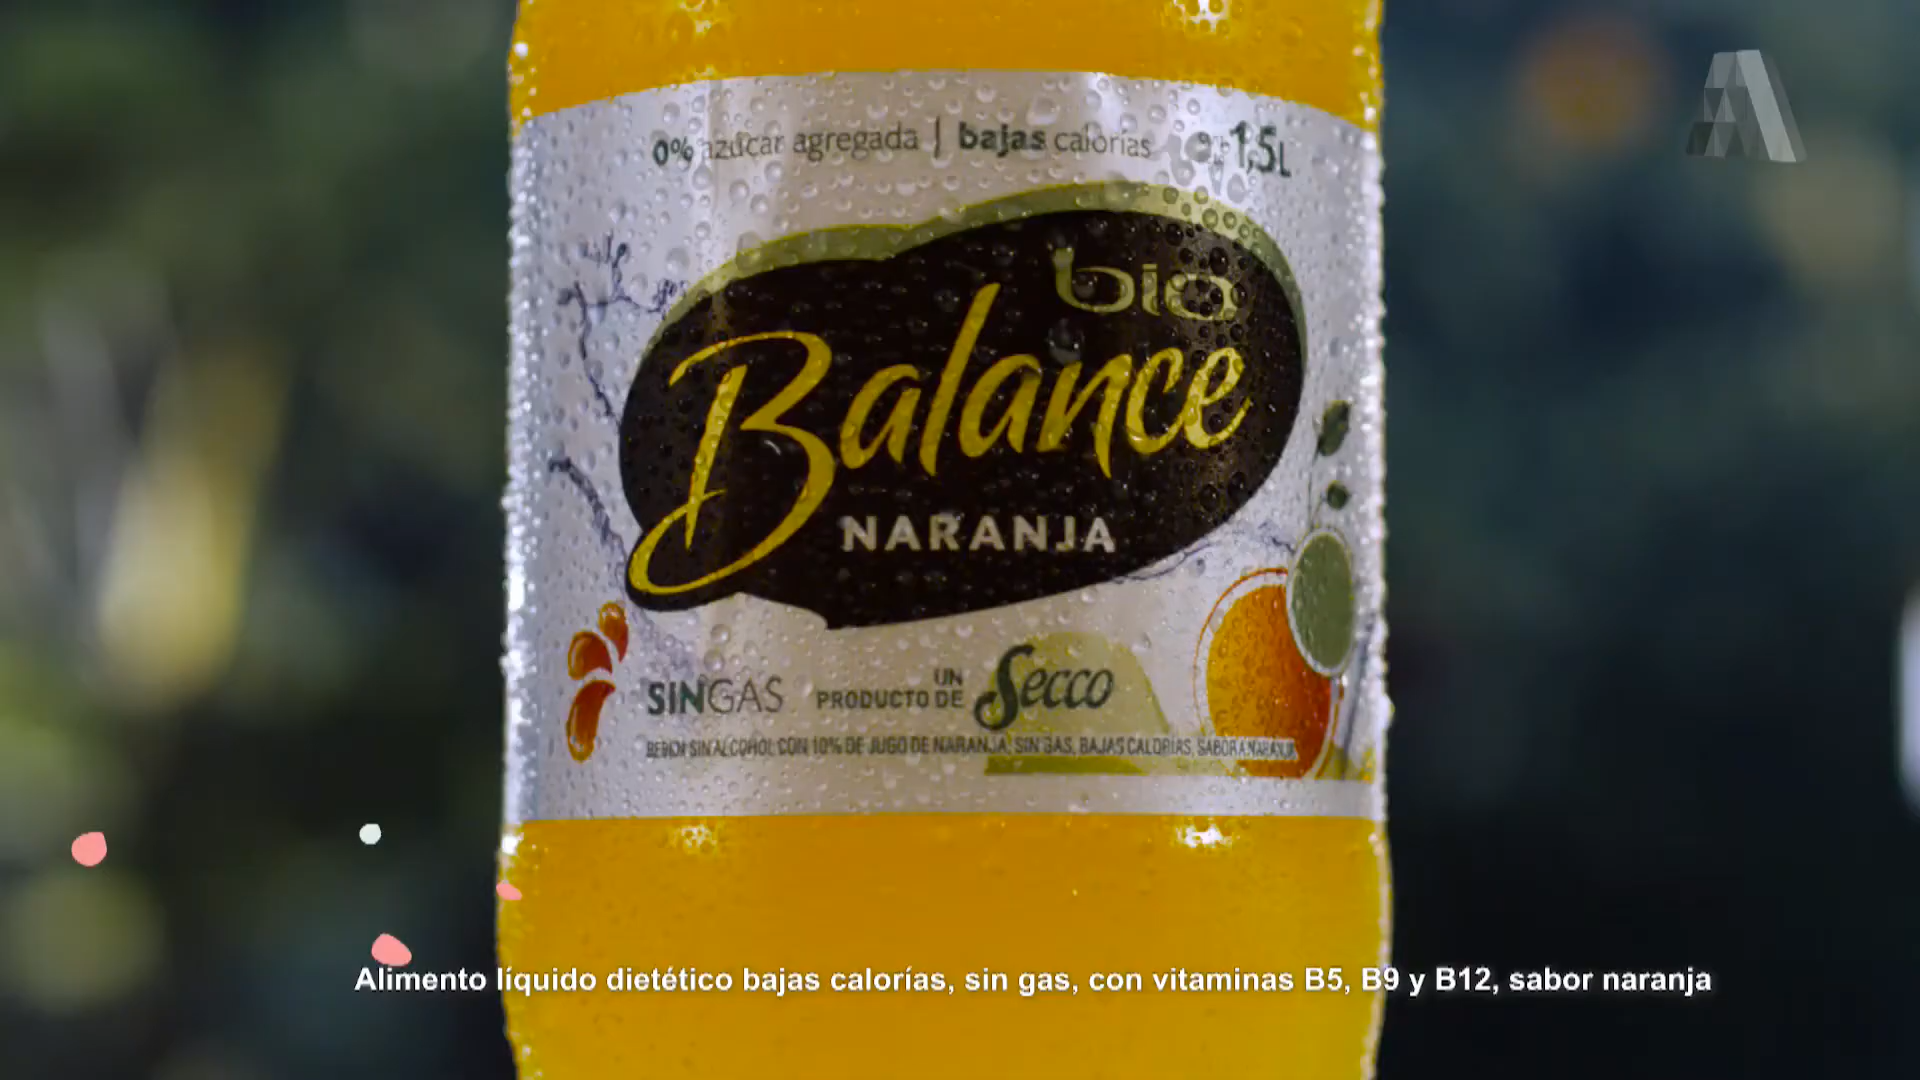 0% azúcar agregada | bajas calorías 1,5L
bio
Balance
NARANJA
SINGAS
UN
PRODUCTO DE
Secco
BEBIDA SIN ALCOHOL CON 10% DE JUGO DE NARANJA, SIN GAS, BAJAS CALORÍAS, SABOR A NARANJA
Alimento líquido dietético bajas calorías, sin gas, con vitaminas B5, B9 y B12, sabor naranja